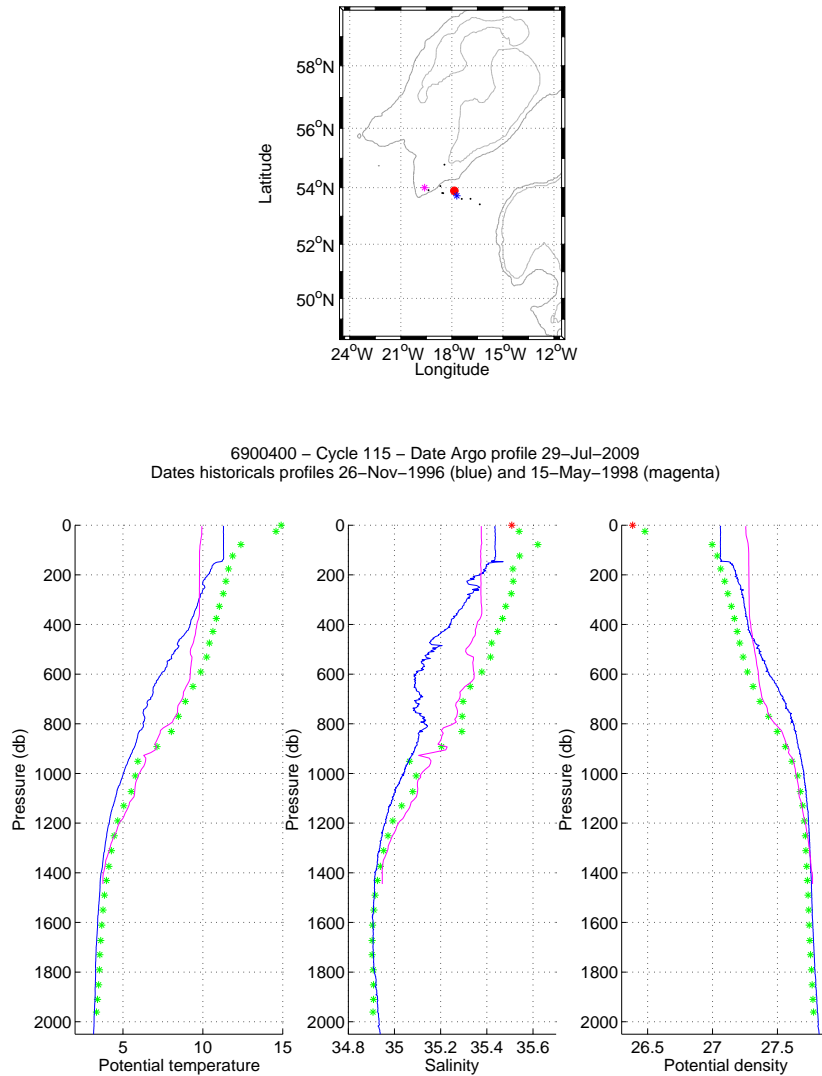 58°N
56°N
54°N
52°N
50°N
Latitude
24°W 21°W 18°W 15°W 12°W
Longitude
6900400 − Cycle 115 − Date Argo profile 29−Jul−2009
Dates historicals profiles 26−Nov−1996 (blue) and 15−May−1998 (magenta)
0
200
400
600
800
1000
1200
1400
1600
1800
2000
Pressure (db)
5 10 15
Potential temperature
0
200
400
600
800
1000
1200
1400
1600
1800
2000
Pressure (db)
34.8 35 35.2 35.4 35.6
Salinity
0
200
400
600
800
1000
1200
1400
1600
1800
2000
Pressure (db)
26.5 27 27.5
Potential density